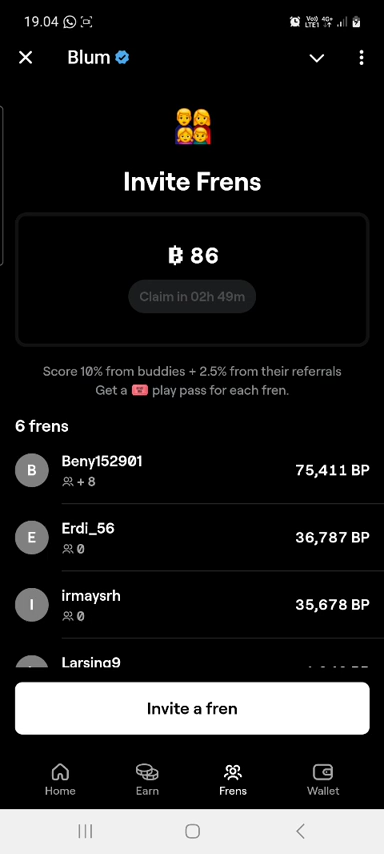 19.04
Vo)) 4G+
LTE1
Blum
Invite Frens
86
Claim in 02h 49m
Score 10% from buddies + 2.5% from their referrals
Get a play pass for each fren.
6 frens
B
Beny152901
+ 8
75,411 BP
E
Erdi_56
0
36,787 BP
I
irmaysrh
0
35,678 BP
Larsing9
Invite a fren
Home
Earn
Frens
Wallet